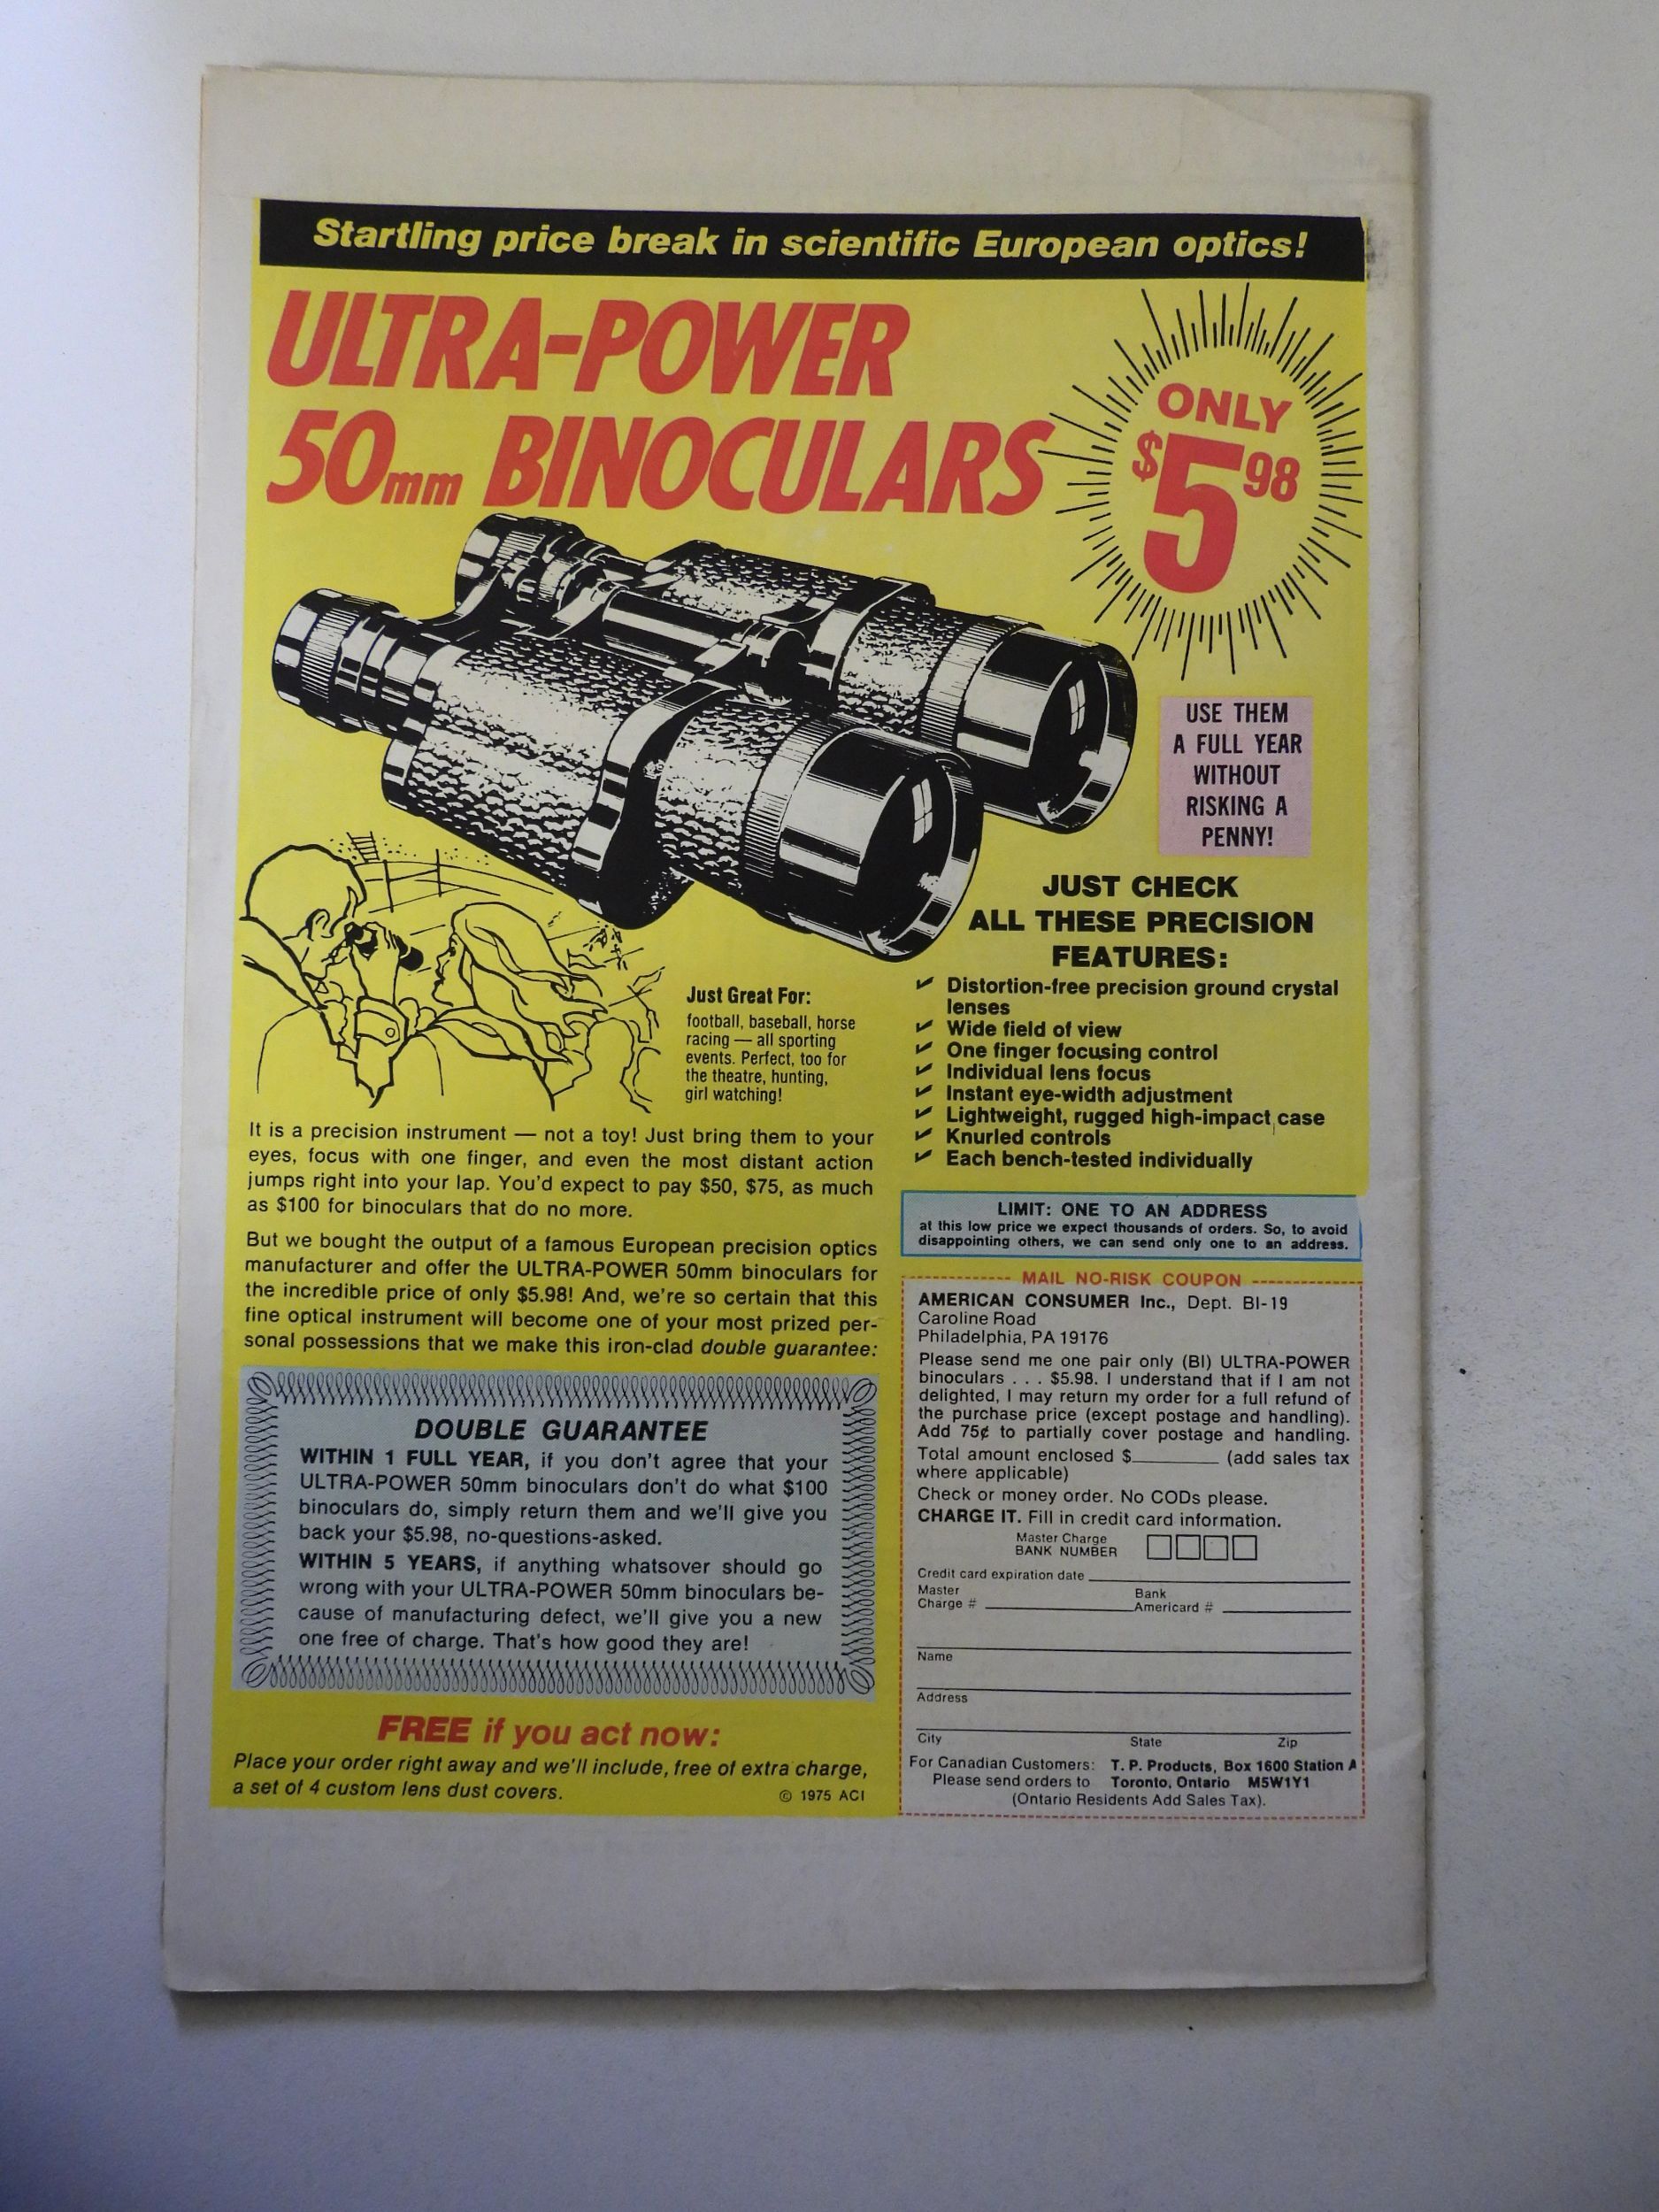 Startling price break in scientific European optics!
ULTRA-POWER
50mm BINOCULARS
ONLY
$5 98
USE THEM
A FULL YEAR
WITHOUT
RISKING A
PENNY!
JUST CHECK
ALL THESE PRECISION
FEATURES:
✔ Distortion-free precision ground crystal
lenses
✔ Wide field of view
✔ One finger focusing control
✔ Individual lens focus
✔ Instant eye-width adjustment
✔ Lightweight, rugged high-impact case
✔ Knurled controls
✔ Each bench-tested individually
Just Great For:
football, baseball, horse
racing — all sporting
events. Perfect, too for
the theatre, hunting,
girl watching!
It is a precision instrument — not a toy! Just bring them to your
eyes, focus with one finger, and even the most distant action
jumps right into your lap. You'd expect to pay $50, $75, as much
as $100 for binoculars that do no more.
But we bought the output of a famous European precision optics
manufacturer and offer the ULTRA-POWER 50mm binoculars for
the incredible price of only $5.98! And, we're so certain that this
fine optical instrument will become one of your most prized per-
sonal possessions that we make this iron-clad double guarantee:
DOUBLE GUARANTEE
WITHIN 1 FULL YEAR, if you don't agree that your
ULTRA-POWER 50mm binoculars don't do what $100
binoculars do, simply return them and we'll give you
back your $5.98, no-questions-asked.
WITHIN 5 YEARS, if anything whatsover should go
wrong with your ULTRA-POWER 50mm binoculars be-
cause of manufacturing defect, we'll give you a new
one free of charge. That's how good they are!
FREE if you act now:
Place your order right away and we'll include, free of extra charge,
a set of 4 custom lens dust covers.
© 1975 ACI
LIMIT: ONE TO AN ADDRESS
at this low price we expect thousands of orders. So, to avoid
disappointing others, we can send only one to an address.
MAIL NO-RISK COUPON
AMERICAN CONSUMER Inc., Dept. BI-19
Caroline Road
Philadelphia, PA 19176
Please send me one pair only (BI) ULTRA-POWER
binoculars . . . $5.98. I understand that if I am not
delighted, I may return my order for a full refund of
the purchase price (except postage and handling).
Add 75¢ to partially cover postage and handling.
Total amount enclosed $________ (add sales tax
where applicable)
Check or money order. No CODs please.
CHARGE IT. Fill in credit card information.
Master Charge
BANK NUMBER
Credit card expiration date
Master Charge #
Bank Americard #
Name
Address
City State Zip
For Canadian Customers: T. P. Products, Box 1600 Station A
Please send orders to Toronto, Ontario M5W1Y1
(Ontario Residents Add Sales Tax).